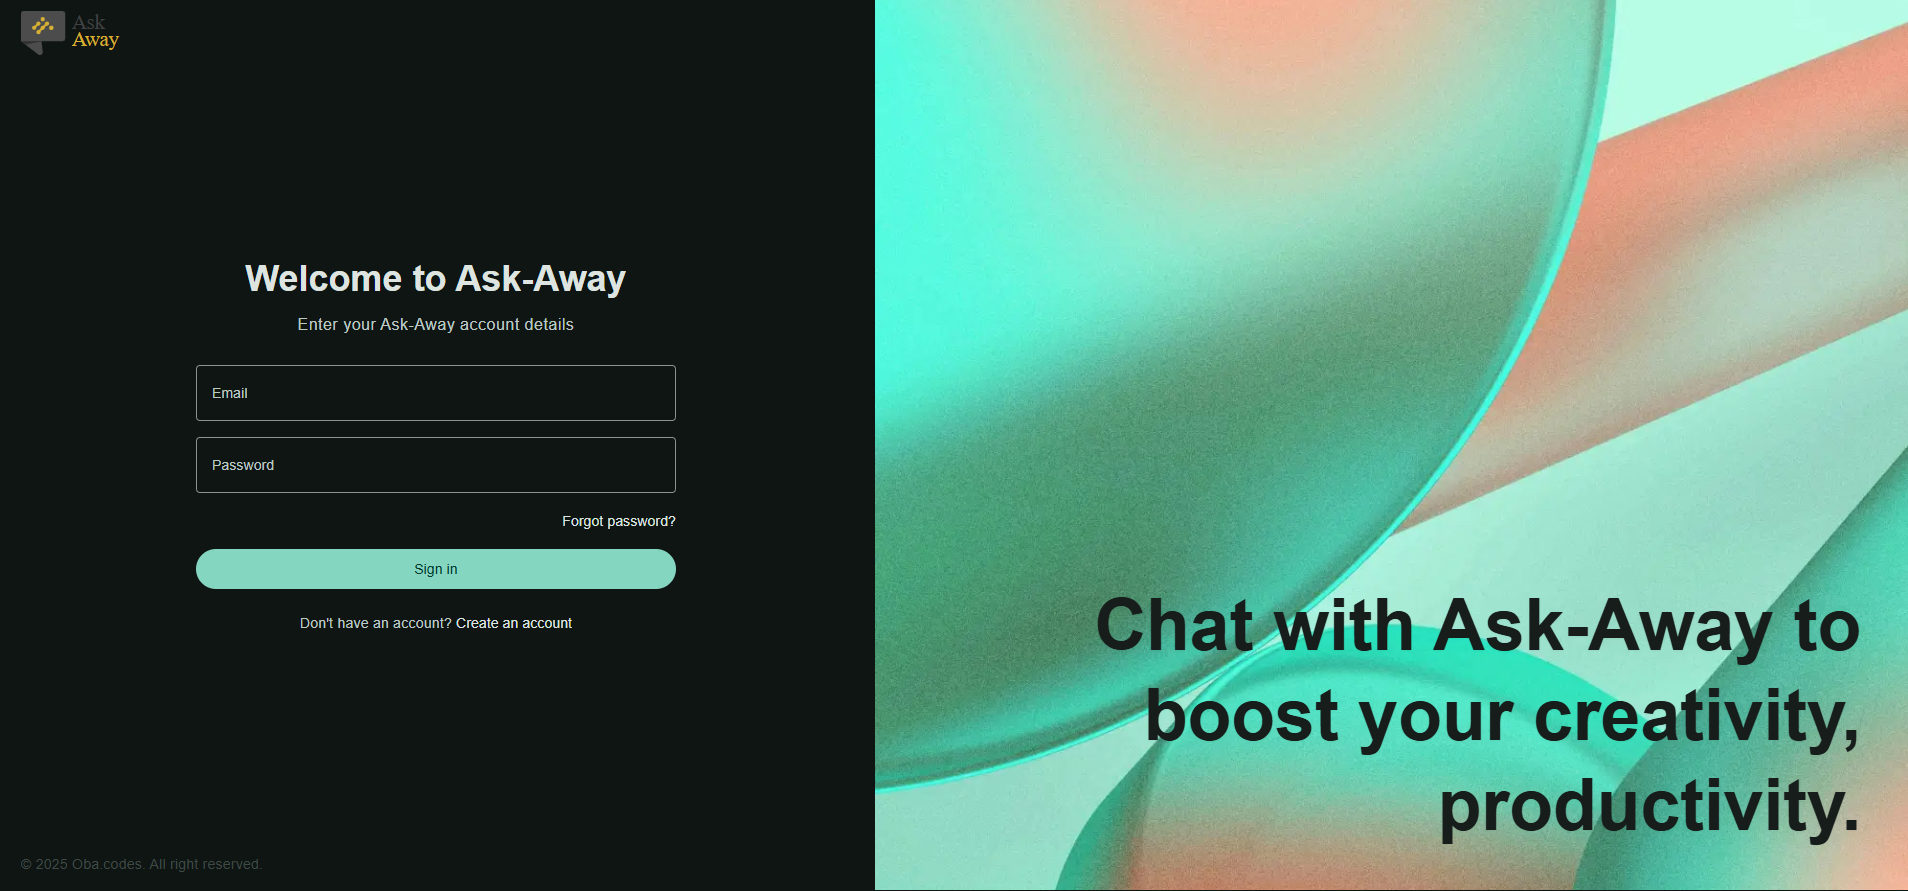 Ask
Away
Welcome to Ask-Away
Enter your Ask-Away account details
Email
Password
Forgot password?
Sign in
Don't have an account? Create an account
© 2025 Oba.codes. All right reserved.
Chat with Ask-Away to
boost your creativity,
productivity.